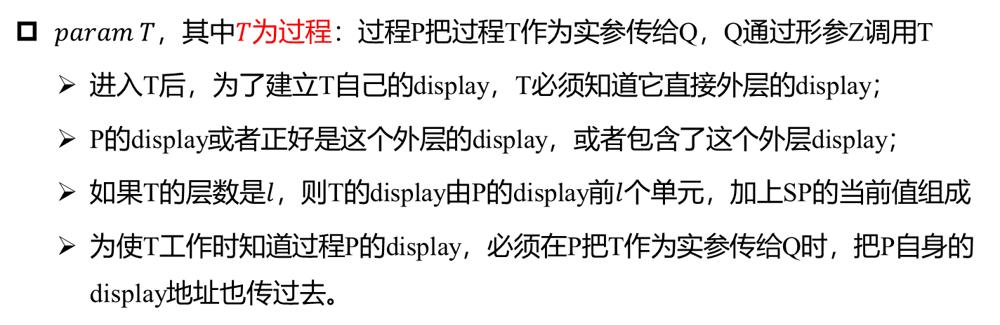 param T，其中T为过程：过程P把过程T作为实参传给Q，Q通过形参Z调用T
进入T后，为了建立T自己的display，T必须知道它直接外层的display；
P的display或者正好是这个外层的display，或者包含了这个外层display；
如果T的层数是l，则T的display由P的display前l个单元，加上SP的当前值组成
为使T工作时知道过程P的display，必须在P把T作为实参传给Q时，把P自身的
display地址也传过去。